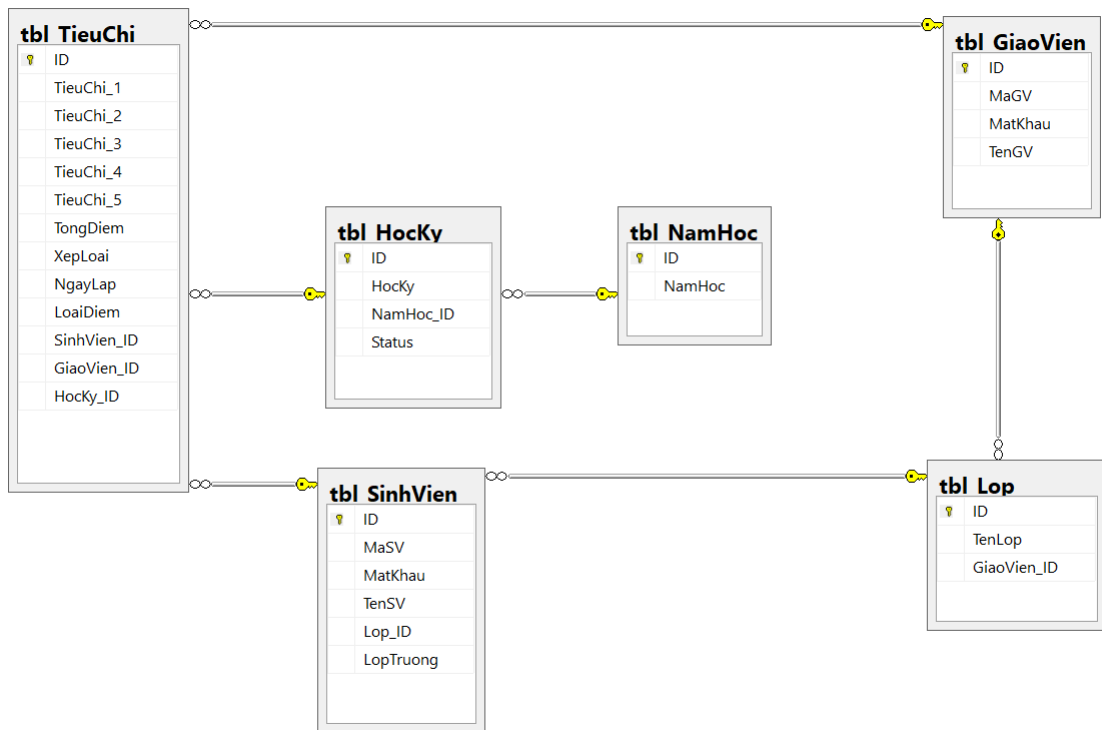 tbl_TieuChi
ID
TieuChi_1
TieuChi_2
TieuChi_3
TieuChi_4
TieuChi_5
TongDiem
XepLoai
NgayLap
LoaiDiem
SinhVien_ID
GiaoVien_ID
HocKy_ID
tbl_HocKy
ID
HocKy
NamHoc_ID
Status
tbl_NamHoc
ID
NamHoc
tbl_GiaoVien
ID
MaGV
MatKhau
TenGV
tbl_SinhVien
ID
MaSV
MatKhau
TenSV
Lop_ID
LopTruong
tbl_Lop
ID
TenLop
GiaoVien_ID